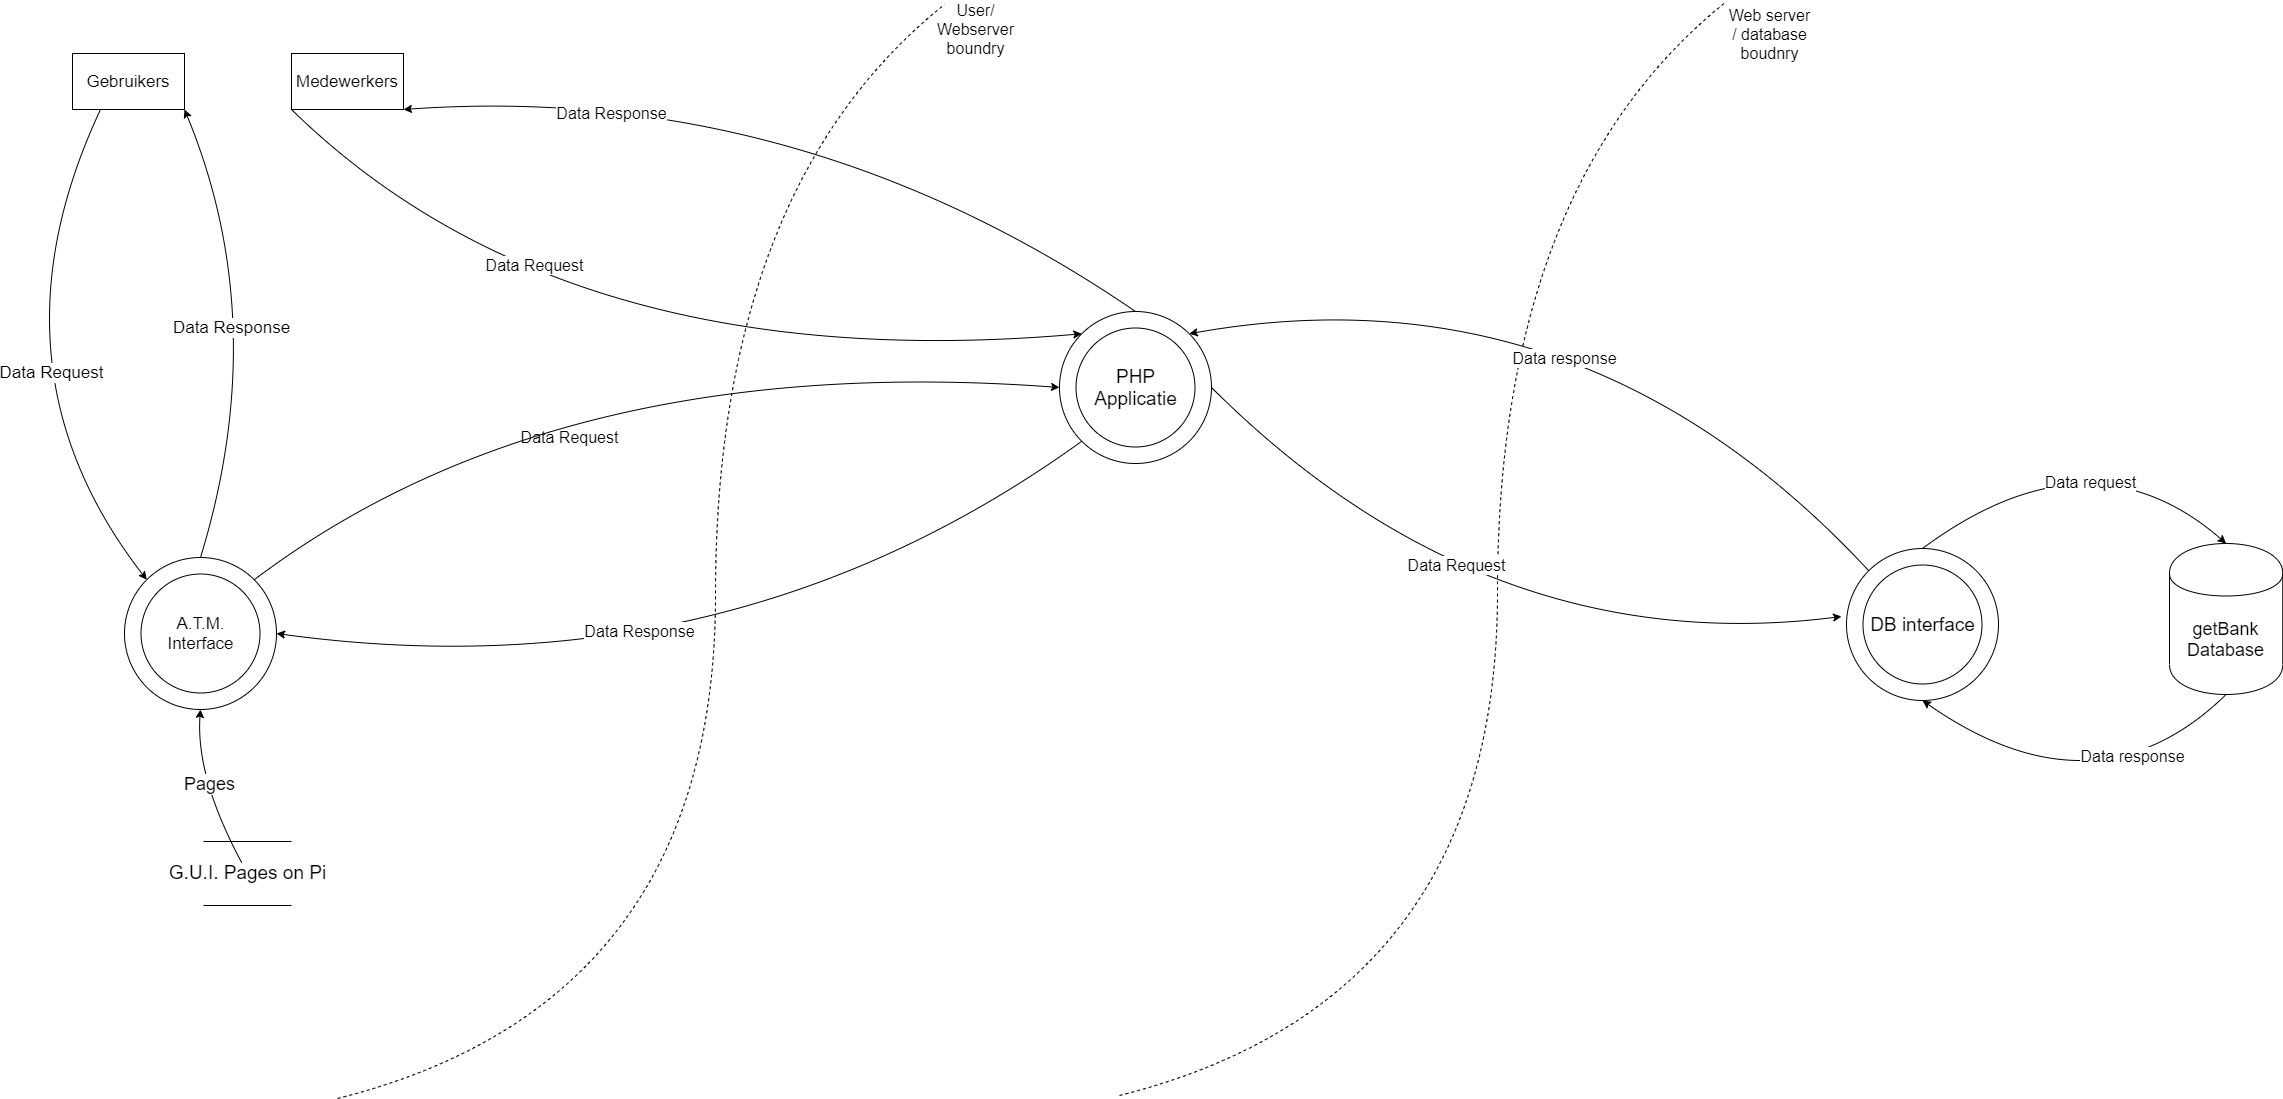 User/
Webserver
boundry
Web server
/ database
boudnry
Gebruikers
Medewerkers
Data Response
Data Request
Data Response
Data Request
Data response
PHP
Applicatie
Data Request
Data request
Data Request
A.T.M.
Interface
Data Response
DB interface
getBank
Database
Data response
Pages
G.U.I. Pages on Pi